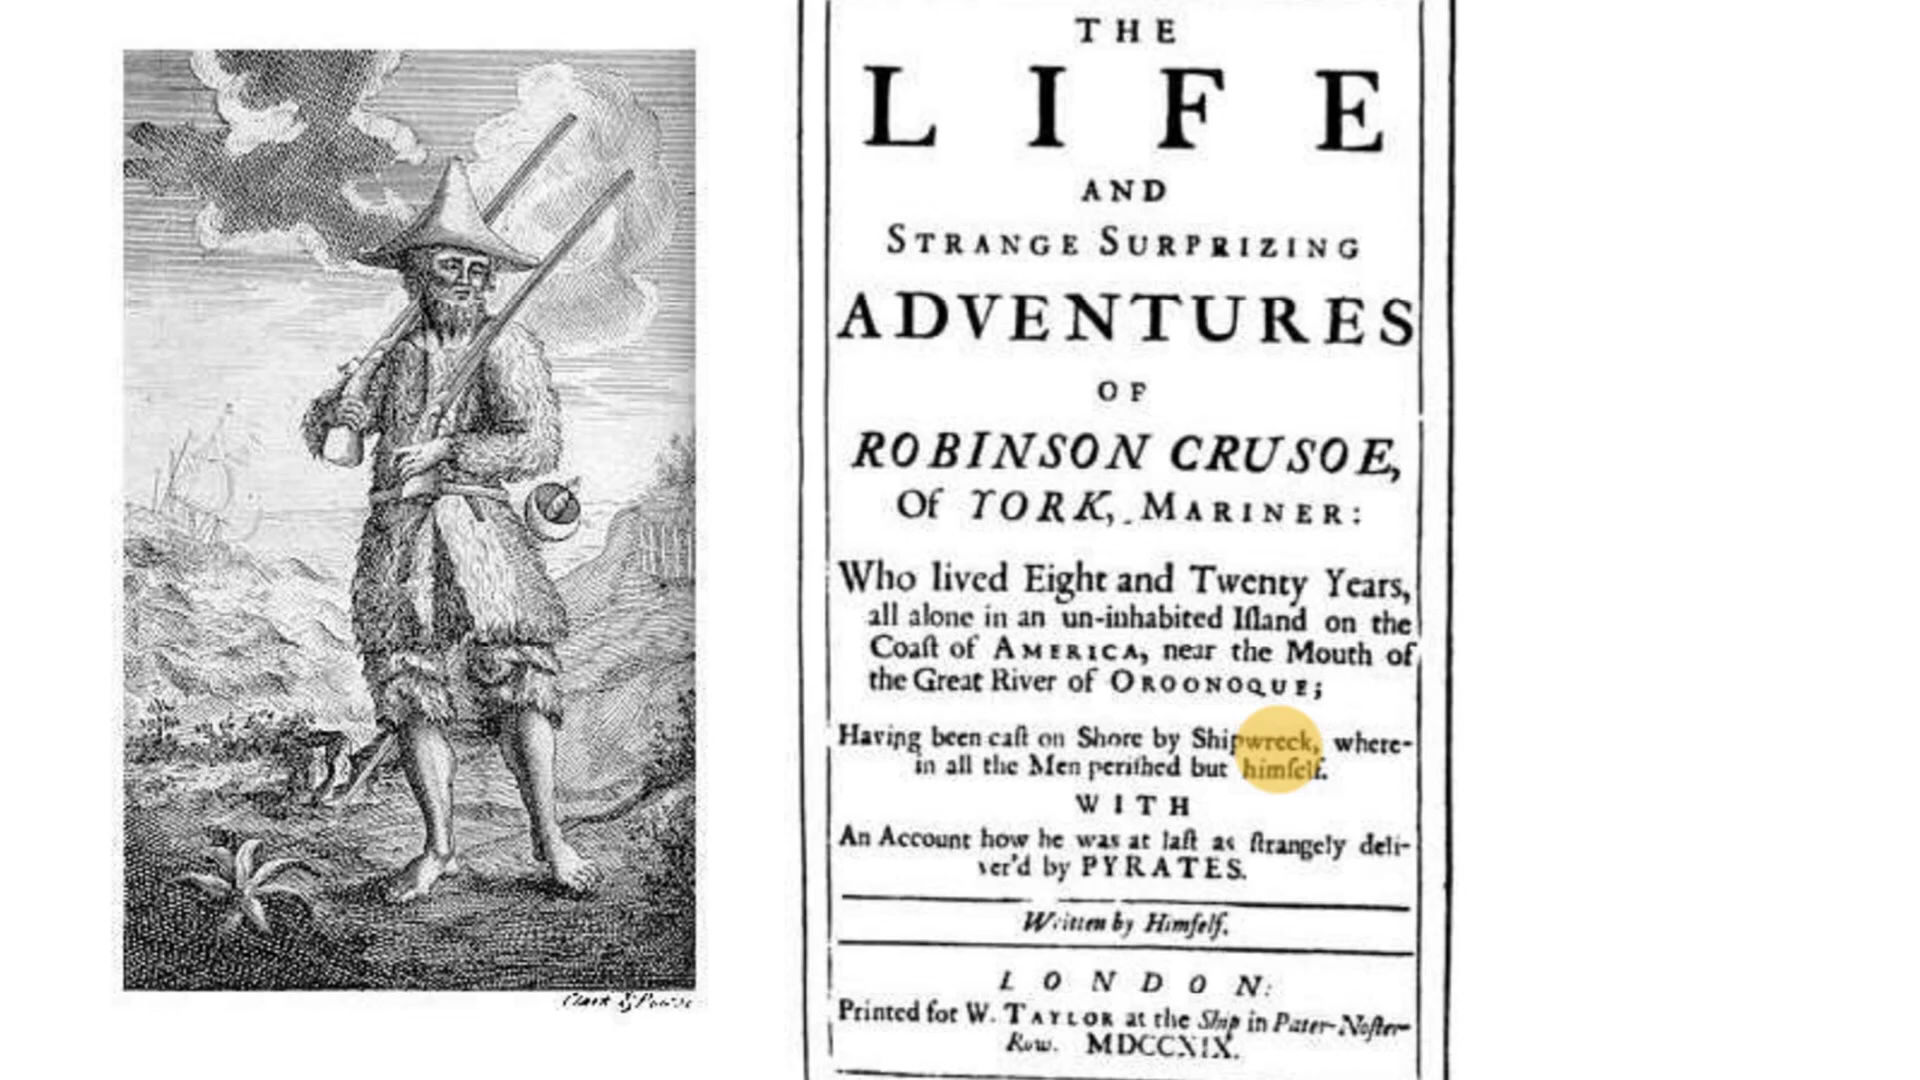 THE
LIFE
AND
STRANGE SURPRIZING
ADVENTURES
OF
ROBINSON CRUSOE,
Of YORK, MARINER:
Who lived Eight and Twenty Years,
all alone in an un-inhabited Iſland on the
Coaſt of AMERICA, near the Mouth of
the Great River of OROONOQUE;
Having been caſt on Shore by Shipwreck, where-
in all the Men periſhed but himſelf.
WITH
An Account how he was at laſt as ſtrangely deli-
ver'd by PYRATES.
Written by Himſelf.
LONDON:
Printed for W. TAYLOR at the Ship in Pater-Noſter-
Row. MDCCXIX.
Clark &